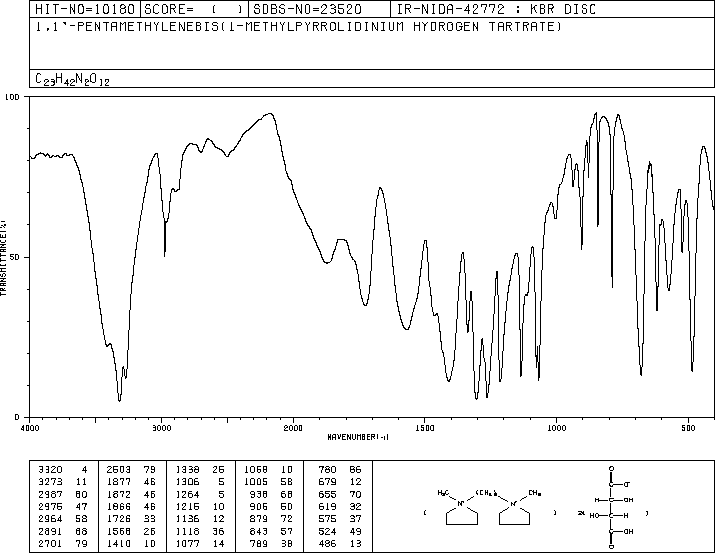 HIT-NO=10180 SCORE= ( ) SDBS-NO=23520 IR-NIDA-42772 : KBR DISC
1,1'-PENTAMETHYLENEBIS(1-METHYLPYRROLIDINIUM HYDROGEN TARTRATE)
C23H42N2O12
100
50
0
TRANSMITTANCE(%)
4000 3000 2000 1500 1000 500
WAVENUMBER(-1)
3320 4 2503 79 1338 25 1068 10 780 86
3273 11 1877 46 1306 5 1005 58 679 12
2987 60 1872 46 1264 5 938 68 655 70
2975 47 1866 46 1215 10 906 50 619 32
2964 58 1726 33 1136 12 879 72 575 37
2891 68 1568 26 1118 36 843 57 524 49
2701 79 1410 10 1077 14 789 38 486 13
H3C (CH2)5 CH3
N+ N+
( ) 2( )
O
C O-
H C OH
HO C H
C OH
O